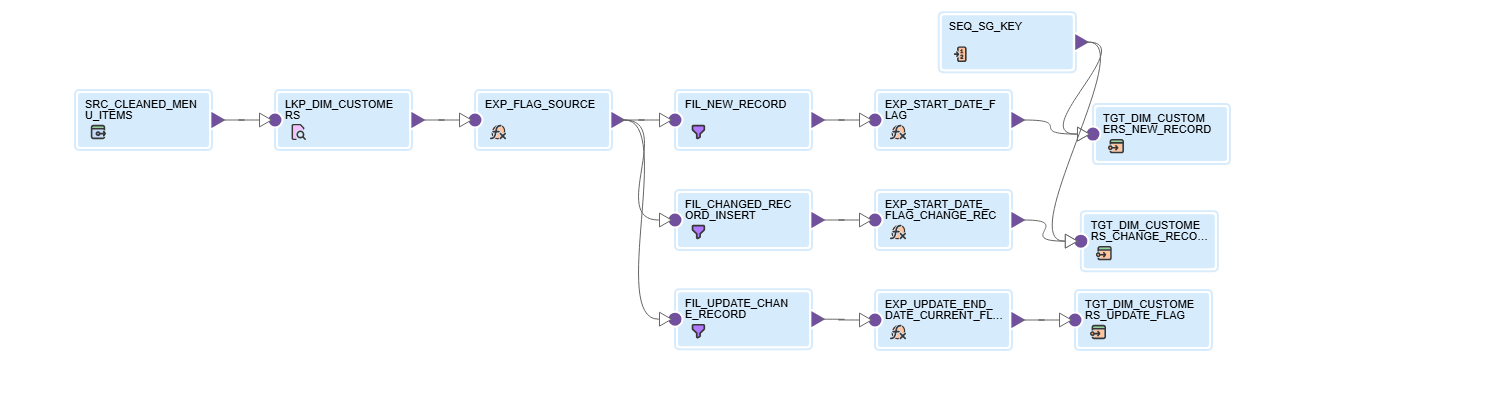 SEQ_SG_KEY
SRC_CLEANED_MEN
U_ITEMS
LKP_DIM_CUSTOME
RS
EXP_FLAG_SOURCE
FIL_NEW_RECORD
EXP_START_DATE_F
LAG
TGT_DIM_CUSTOM
ERS_NEW_RECORD
FIL_CHANGED_REC
ORD_INSERT
EXP_START_DATE_
FLAG_CHANGE_REC
TGT_DIM_CUSTOME
RS_CHANGE_RECO...
FIL_UPDATE_CHAN
E_RECORD
EXP_UPDATE_END_
DATE_CURRENT_FL...
TGT_DIM_CUSTOME
RS_UPDATE_FLAG